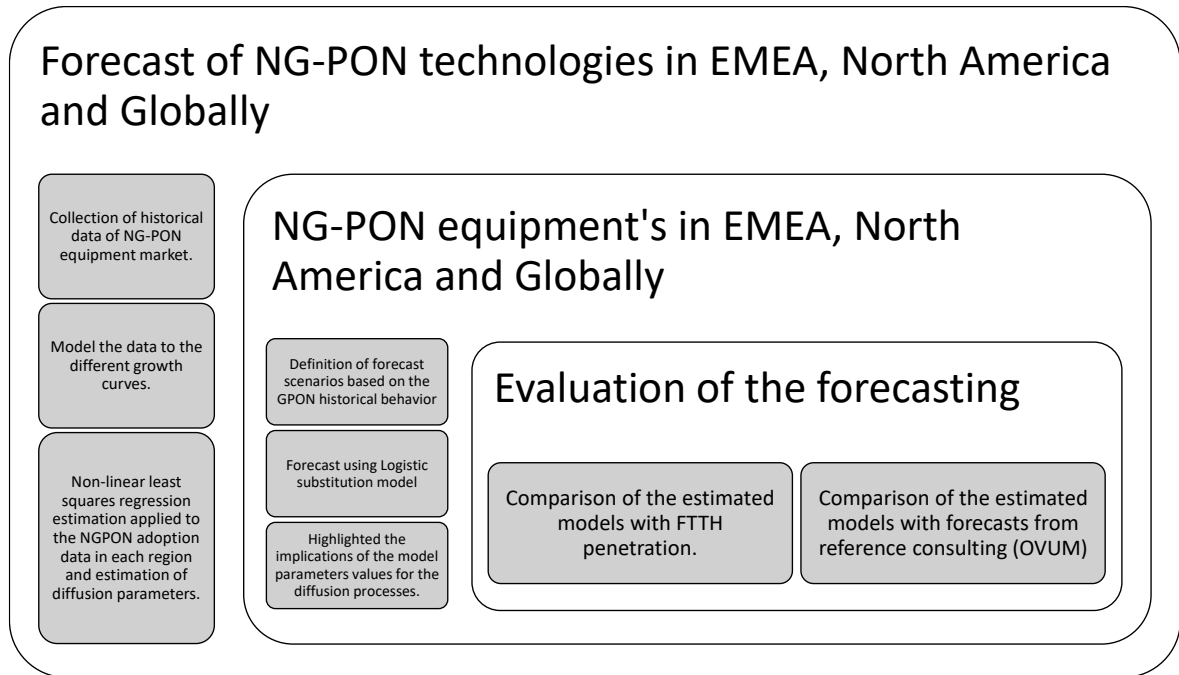 Forecast of NG-PON technologies in EMEA, North America
and Globally
Collection of historical
data of NG-PON
equipment market.
Model the data to the
different growth
curves.
Non-linear least
squares regression
estimation applied to
the NGPON adoption
data in each region
and estimation of
diffusion parameters.
NG-PON equipment's in EMEA, North
America and Globally
Definition of forecast
scenarios based on the
GPON historical behavior
Forecast using Logistic
substitution model
Highlighted the
implications of the model
parameters values for the
diffusion processes.
Evaluation of the forecasting
Comparison of the estimated
models with FTTH
penetration.
Comparison of the estimated
models with forecasts from
reference consulting (OVUM)